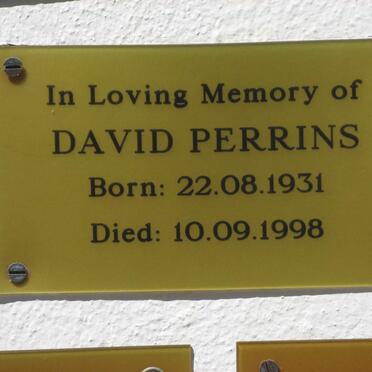 In Loving Memory of
DAVID PERRINS
Born: 22.08.1931
Died: 10.09.1998